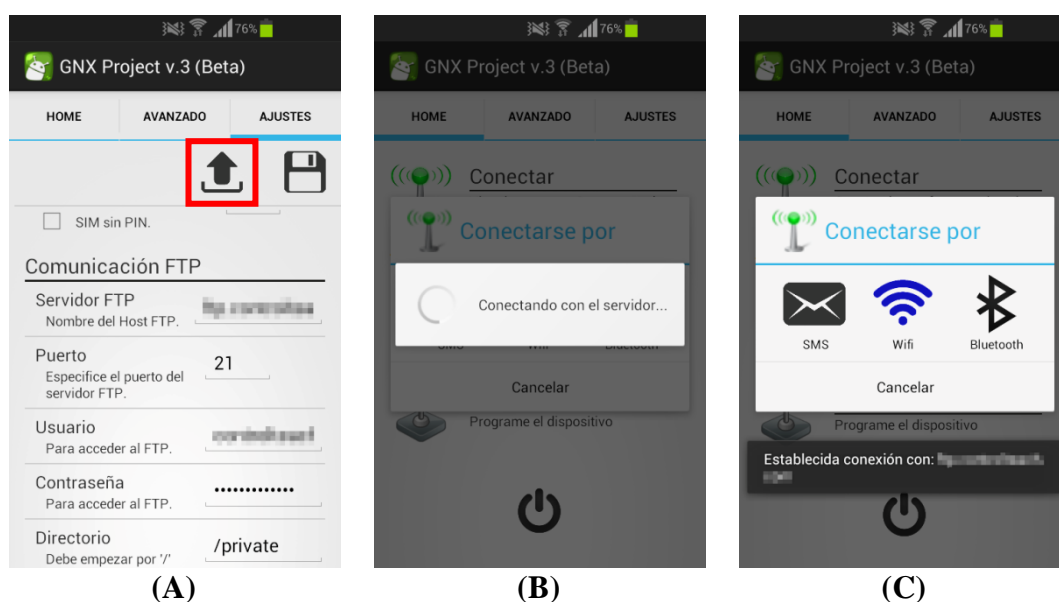 76%
GNX Project v.3 (Beta)
HOME AVANZADO AJUSTES
SIM sin PIN.
Comunicación FTP
Servidor FTP
Nombre del Host FTP.
Puerto
21
Especifice el puerto del
servidor FTP.
Usuario
Para acceder al FTP.
Contraseña
•••••••••••••
Para acceder al FTP.
Directorio
/private
Debe empezar por '/'
(A)
76%
GNX Project v.3 (Beta)
HOME AVANZADO AJUSTES
Conectar
Conectarse por
Conectando con el servidor...
SMS Wifi Bluetooth
Cancelar
Programe el dispositivo
(B)
76%
GNX Project v.3 (Beta)
HOME AVANZADO AJUSTES
Conectar
Conectarse por
SMS Wifi Bluetooth
Cancelar
Programe el dispositivo
Establecida conexión con:
(C)